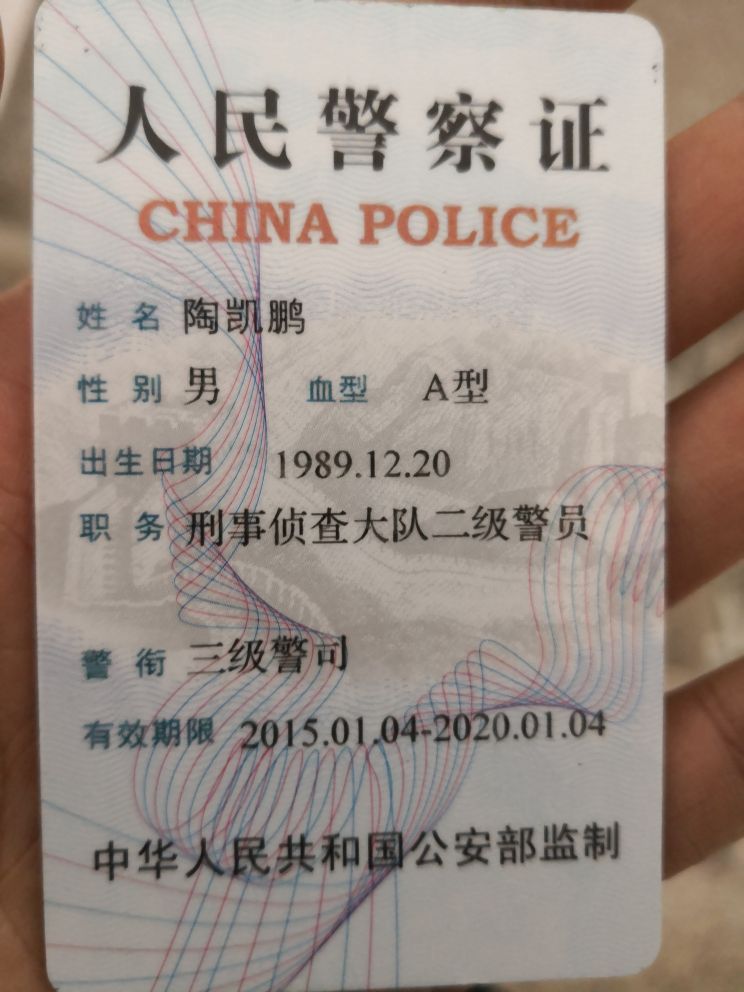 人民警察证
CHINA POLICE
姓名 陶凯鹏
性别 男 血型 A型
出生日期 1989.12.20
职务 刑事侦查大队二级警员
警衔 三级警司
有效期限 2015.01.04-2020.01.04
中华人民共和国公安部监制